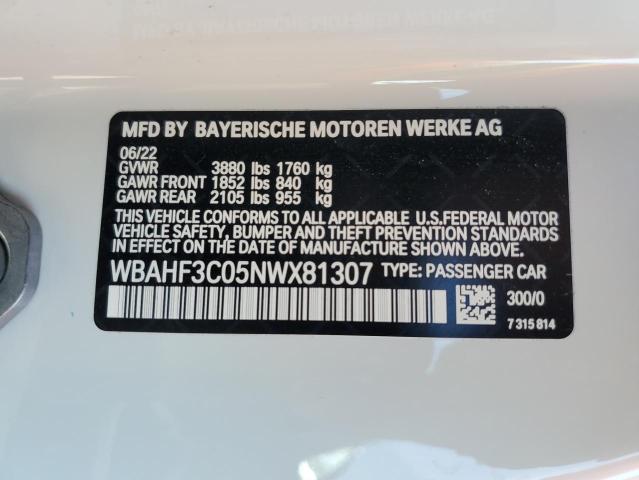 MFD BY BAYERISCHE MOTOREN WERKE AG
06/22
GVWR 3880 lbs 1760 kg
GAWR FRONT 1852 lbs 840 kg
GAWR REAR 2105 lbs 955 kg
THIS VEHICLE CONFORMS TO ALL APPLICABLE U.S.FEDERAL MOTOR
VEHICLE SAFETY, BUMPER AND THEFT PREVENTION STANDARDS
IN EFFECT ON THE DATE OF MANUFACTURE SHOWN ABOVE.
WBAHF3C05NWX81307 TYPE: PASSENGER CAR
300/0
7 315 814